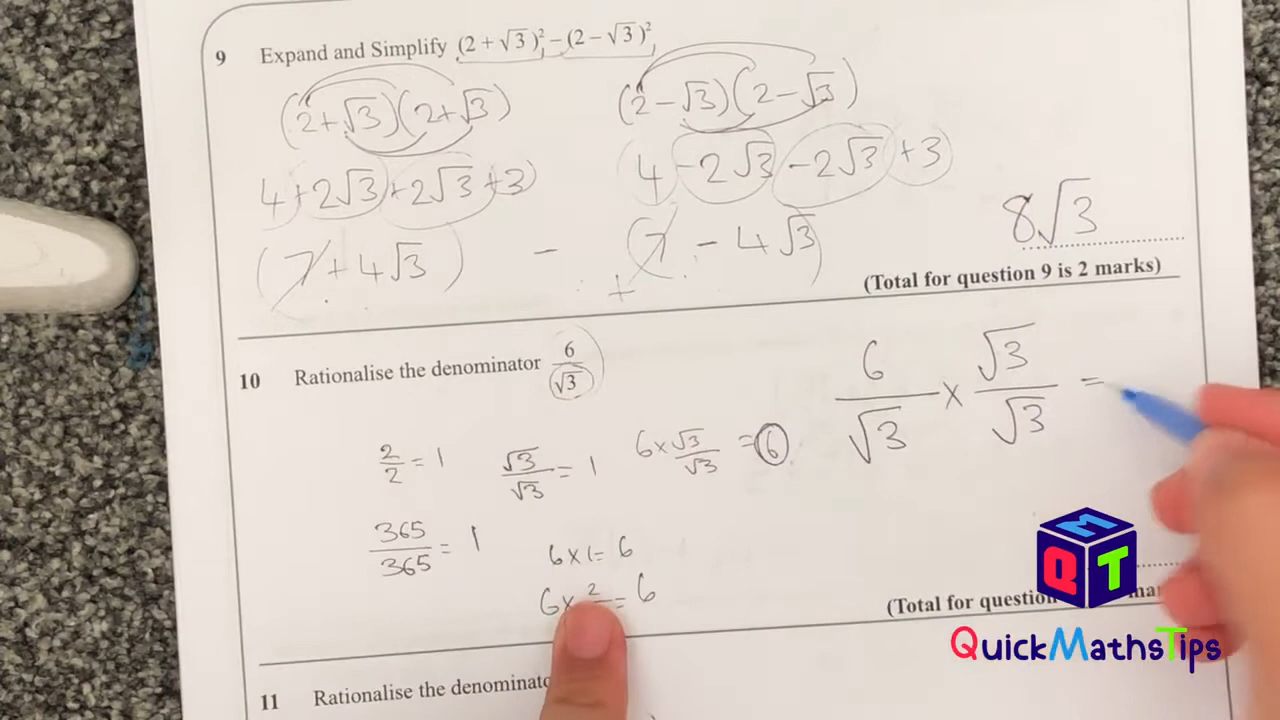 9 Expand and Simplify (2 + √3)² – (2 – √3)²
(2+√3)(2+√3) (2-√3)(2-√3)
4+2√3+2√3+3) 4 -2√3 -2√3 +3
(7+4√3) - (7 - 4√3)
+
8√3
(Total for question 9 is 2 marks)
10 Rationalise the denominator 6/√3
6/√3 × √3/√3 =
2/2 = 1 √3/√3 = 1 6×√3/√3 = 6
365/365 = 1 6×1=6
6× 2 = 6
(Total for
QT
M
QuickMathsTips
11 Rationalise the